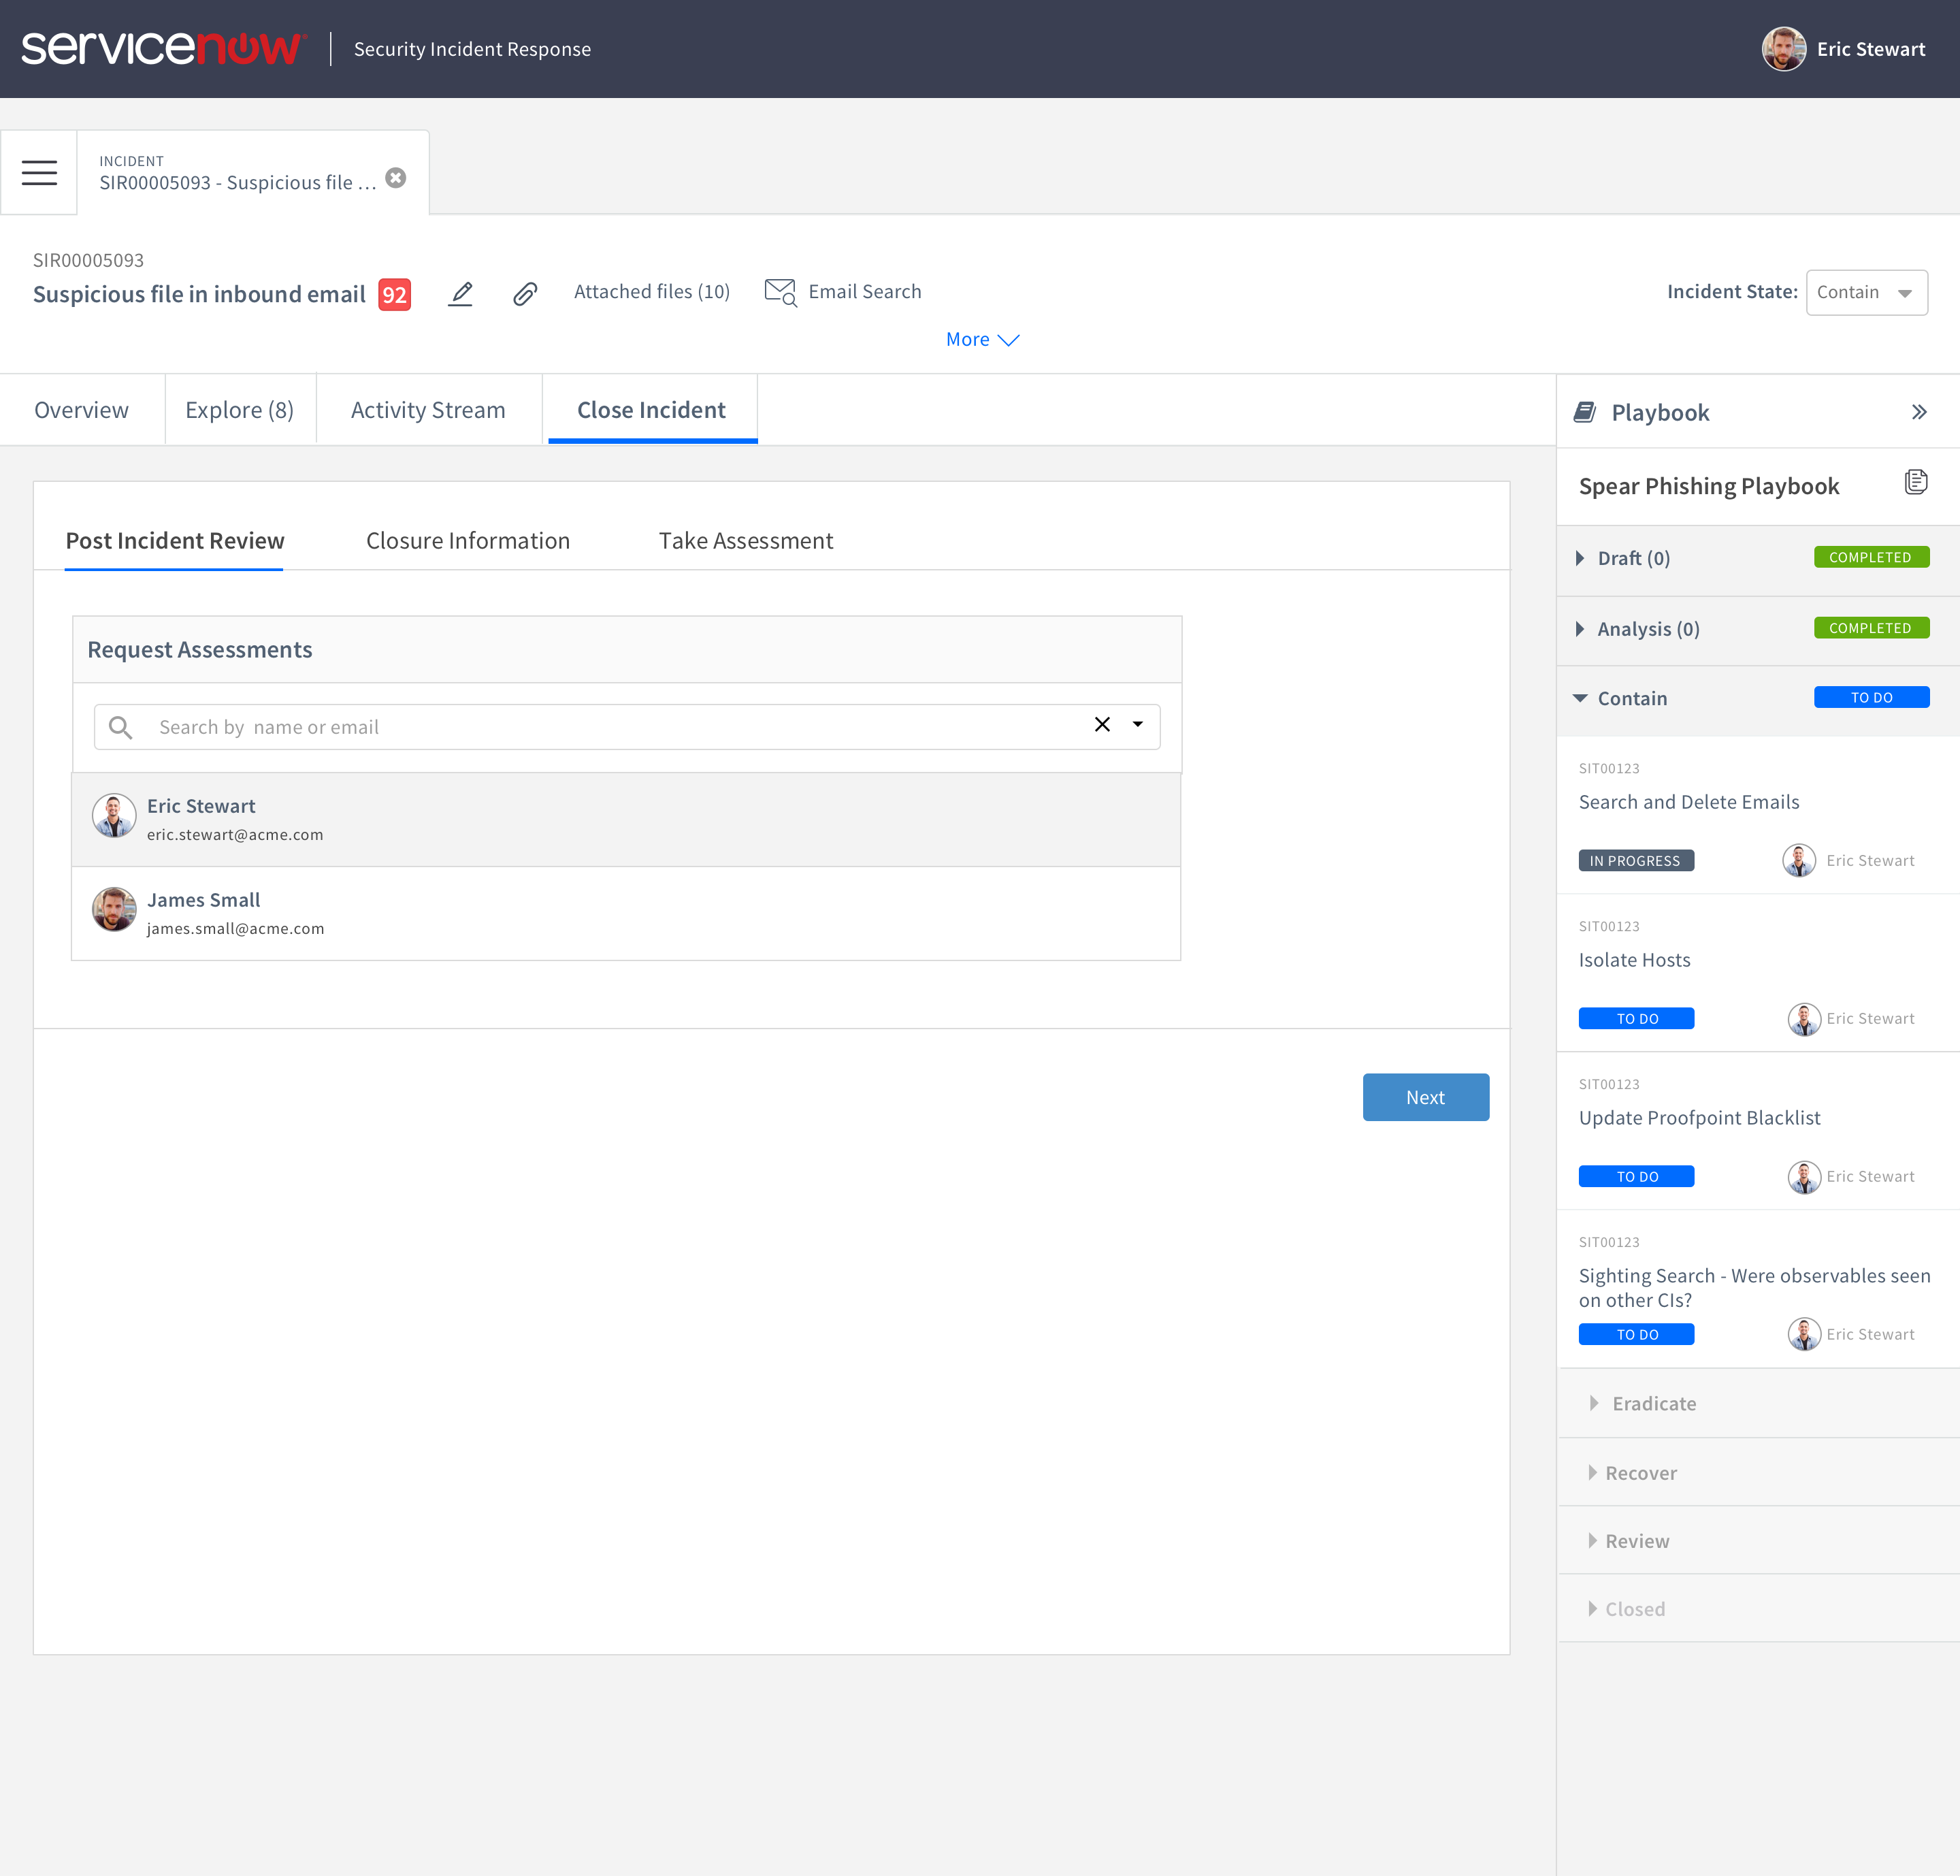 servicenow
Security Incident Response
Eric Stewart
INCIDENT
SIR00005093 - Suspicious file ...
SIR00005093
Suspicious file in inbound email 92
Attached files (10)
Email Search
Incident State: Contain
More
Overview
Explore (8)
Activity Stream
Close Incident
Post Incident Review
Closure Information
Take Assessment
Request Assessments
Search by  name or email
Eric Stewart
eric.stewart@acme.com
James Small
james.small@acme.com
Next
Playbook
Spear Phishing Playbook
Draft (0)
COMPLETED
Analysis (0)
COMPLETED
Contain
TO DO
SIT00123
Search and Delete Emails
IN PROGRESS
Eric Stewart
SIT00123
Isolate Hosts
TO DO
Eric Stewart
SIT00123
Update Proofpoint Blacklist
TO DO
Eric Stewart
SIT00123
Sighting Search - Were observables seen
on other CIs?
TO DO
Eric Stewart
Eradicate
Recover
Review
Closed